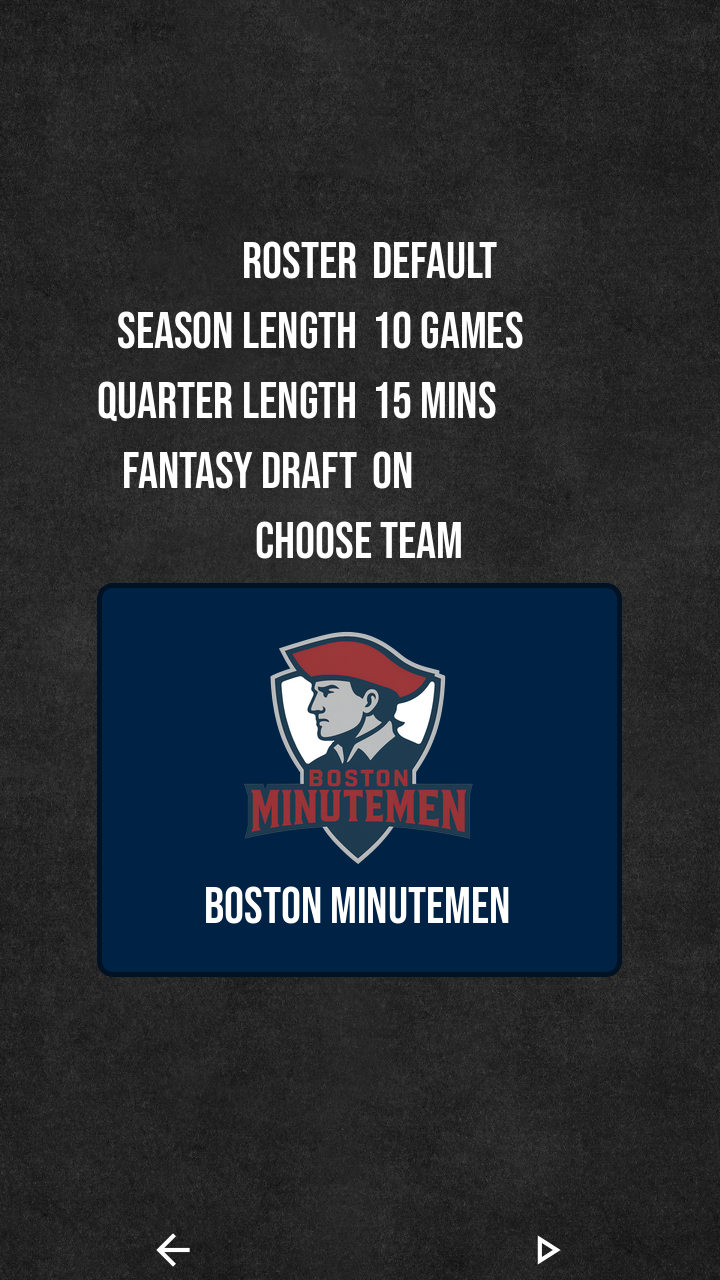 ROSTER DEFAULT
SEASON LENGTH 10 GAMES
QUARTER LENGTH 15 MINS
FANTASY DRAFT ON
CHOOSE TEAM
BOSTON
MINUTEMEN
BOSTON MINUTEMEN